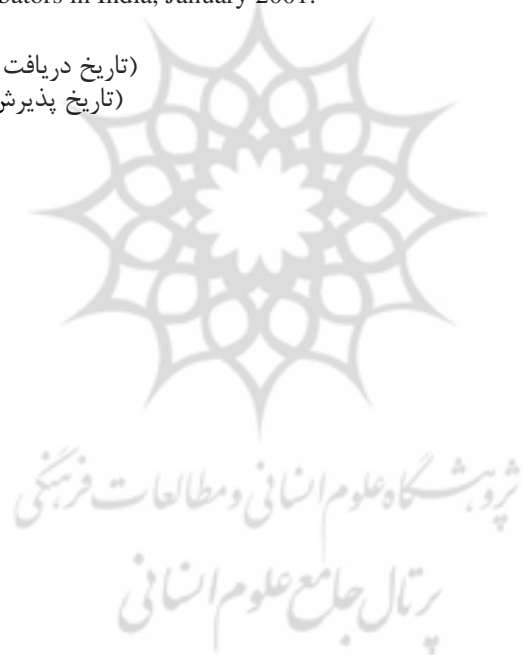 bators in India, January 2001.
(تاریخ دریافت
(تاریخ پذیرش
پژوهشگاه علوم انسانی و مطالعات فرهنگی
پرتال جامع علوم انسانی